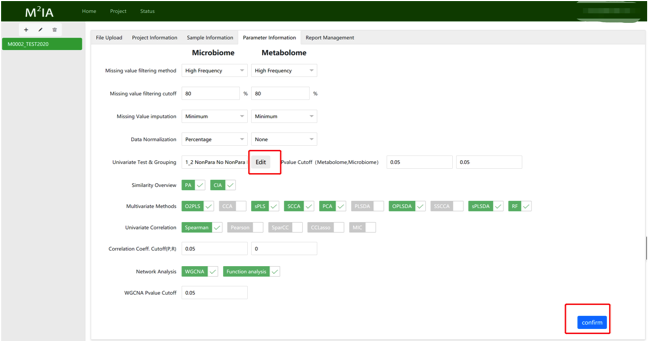 M²IA Home Project Status
M0002_TEST2020
File Upload Project Information Sample Information Parameter Information Report Management
Microbiome Metabolome
Missing value filtering method High Frequency High Frequency
Missing value filtering cutoff 80 % 80 %
Missing Value imputation Minimum Minimum
Data Normalization Percentage None
Univariate Test & Grouping 1_2 NonPara No NonPara Edit Pvalue Cutoff (Metabolome,Microbiome) 0.05 0.05
Similarity Overview PA CIA
Multivariate Methods O2PLS CCA sPLS SCCA PCA PLSDA OPLSDA SGCCA sPLSDA RF
Univariate Correlation Spearman Pearson SparCC CCLasso MIC
Correlation Coeff. Cutoff(P,R) 0.05 0
Network Analysis WGCNA Function analysis
WGCNA Pvalue Cutoff 0.05
confirm